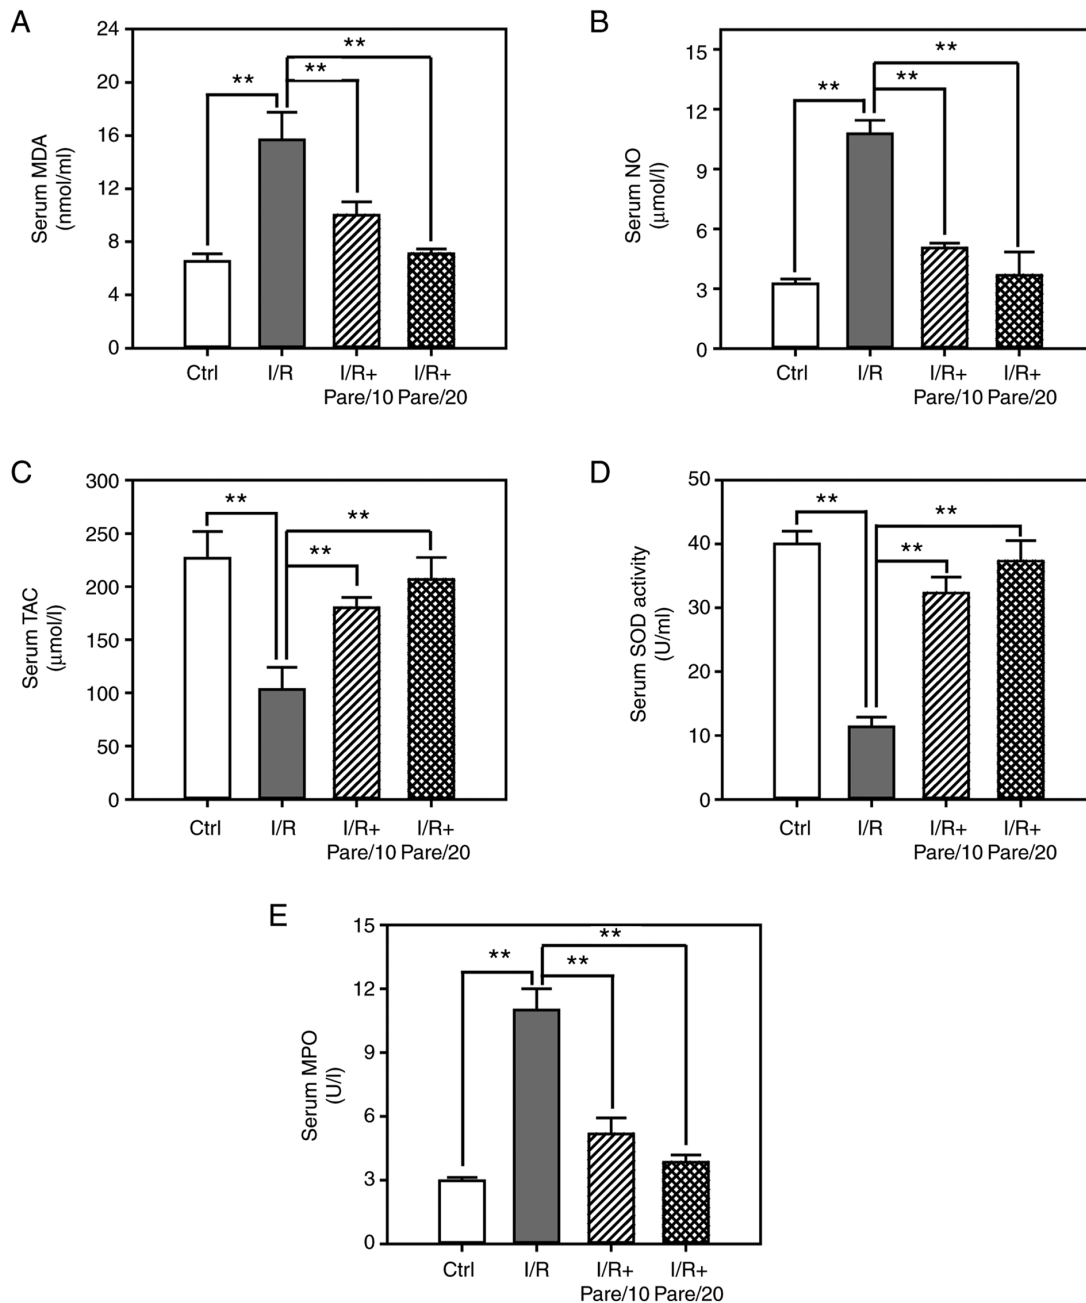 A
Serum MDA
(nmol/ml)
24
20
16
12
8
4
0
**
**
**
Ctrl
I/R
I/R+
Pare/10
I/R+
Pare/20
B
Serum NO
(μmol/l)
15
12
9
6
3
0
**
**
**
Ctrl
I/R
I/R+
Pare/10
I/R+
Pare/20
C
Serum TAC
(μmol/l)
300
250
200
150
100
50
0
**
**
**
Ctrl
I/R
I/R+
Pare/10
I/R+
Pare/20
D
Serum SOD activity
(U/ml)
50
40
30
20
10
0
**
**
**
Ctrl
I/R
I/R+
Pare/10
I/R+
Pare/20
E
Serum MPO
(U/l)
15
12
9
6
3
0
**
**
**
Ctrl
I/R
I/R+
Pare/10
I/R+
Pare/20